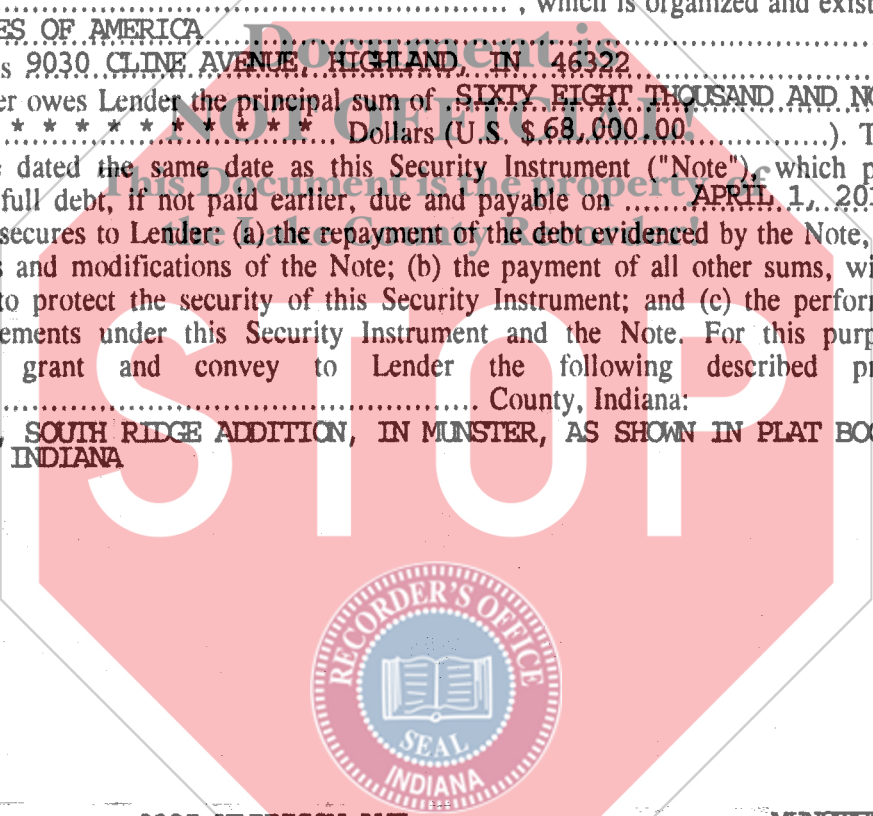 , which is organized and exist
ES OF AMERICA
s 9030 CLINE AVENUE, HIGHLAND, IN 46322
er owes Lender the principal sum of SIXTY EIGHT THOUSAND AND NO
* * * * * * * * * * * * Dollars (U.S. $ 68,000.00 ). T
dated the same date as this Security Instrument ("Note"), which p
full debt, if not paid earlier, due and payable on APRIL 1, 201
secures to Lender: (a) the repayment of the debt evidenced by the Note,
s and modifications of the Note; (b) the payment of all other sums, wi
to protect the security of this Security Instrument; and (c) the perfor
ements under this Security Instrument and the Note. For this purp
grant and convey to Lender the following described pr
County, Indiana:
, SOUTH RIDGE ADDITION, IN MUNSTER, AS SHOWN IN PLAT BOO
INDIANA
Document is
NOT OFFICIAL!
This Document is the property of
the Lake County Recorder!
STOP
RECORDER'S OFFICE
SEAL
INDIANA